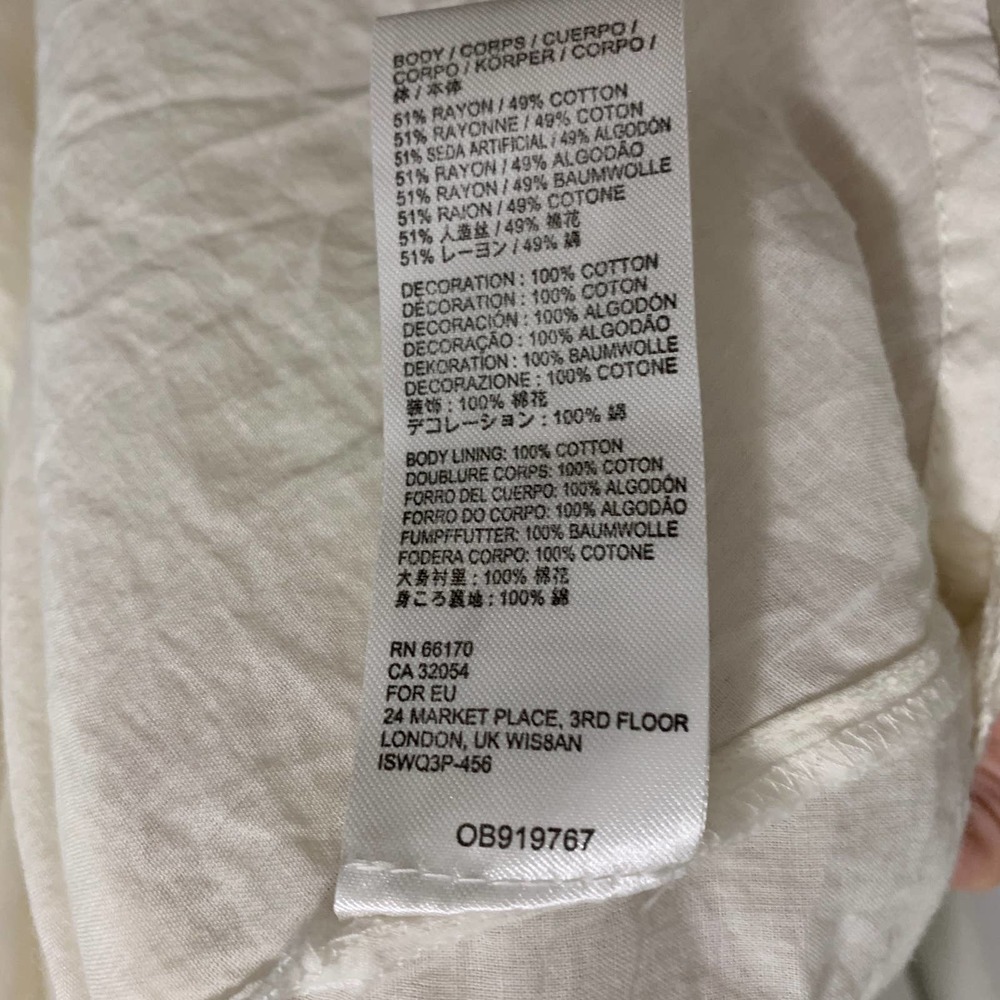 BODY / CORPS / CUERPO /
CORPO / KÖRPER / CORPO /
体 / 本体
51% RAYON / 49% COTTON
51% RAYONNE / 49% COTON
51% SEDA ARTIFICIAL / 49% ALGODÓN
51% RAYON / 49% ALGODÃO
51% RAYON / 49% BAUMWOLLE
51% RAION / 49% COTONE
51% 人造丝 / 49% 棉花
51% レーヨン / 49% 綿
DECORATION : 100% COTTON
DÉCORATION : 100% COTON
DECORACIÓN : 100% ALGODÓN
DECORAÇÃO : 100% ALGODÃO
DEKORATION : 100% BAUMWOLLE
DECORAZIONE : 100% COTONE
装饰 : 100% 棉花
デコレーション : 100% 綿
BODY LINING: 100% COTTON
DOUBLURE CORPS: 100% COTON
FORRO DEL CUERPO: 100% ALGODÓN
FORRO DO CORPO: 100% ALGODÃO
FUMPFFUTTER: 100% BAUMWOLLE
FODERA CORPO: 100% COTONE
大身衬里 : 100% 棉花
身ころ裏地 : 100% 綿
RN 66170
CA 32054
FOR EU
24 MARKET PLACE, 3RD FLOOR
LONDON, UK WIS8AN
ISWQ3P-456
OB919767